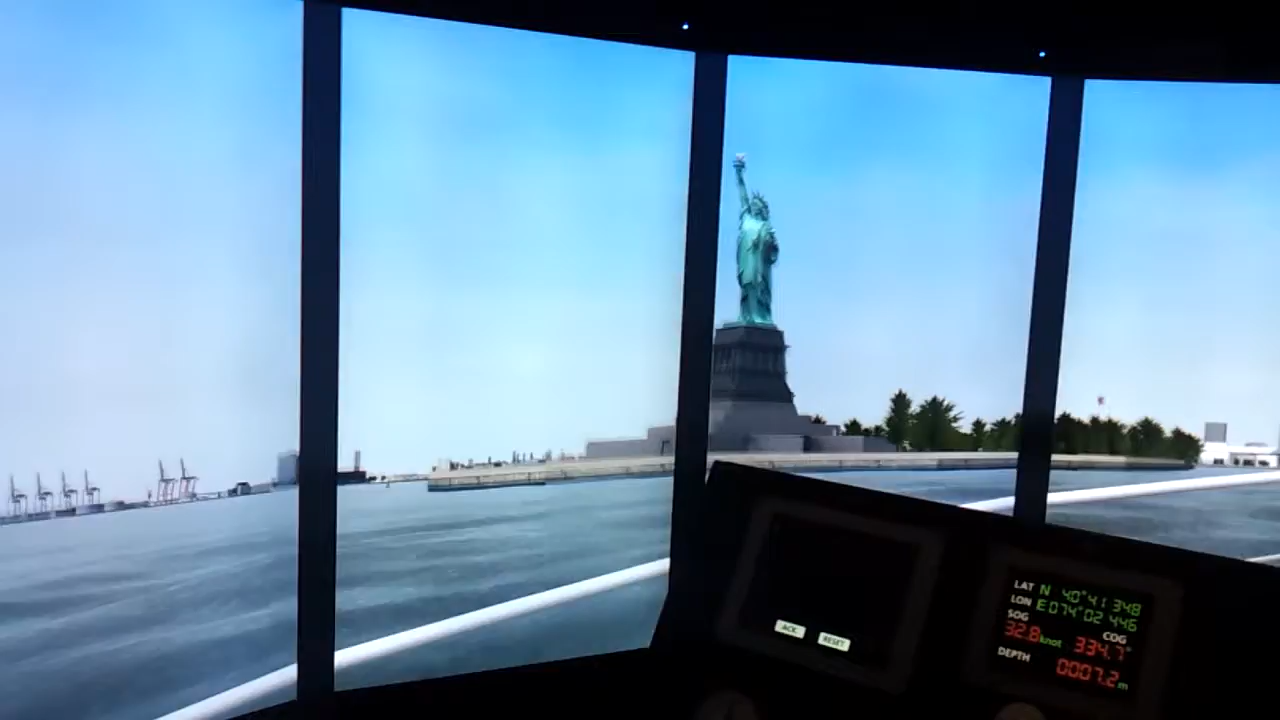 ACK
RESET
LAT N 40°41 348
LON E 074°02 446
SOG COG
32.8 knot 334.7°
DEPTH 0007.2 m